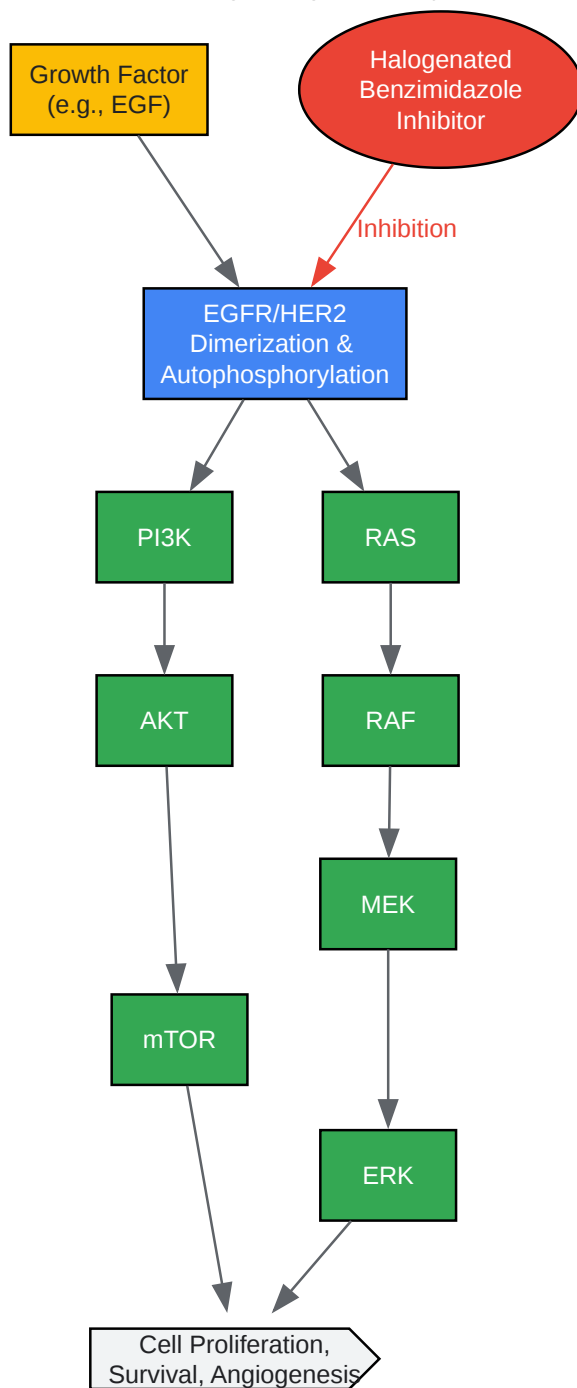 Growth Factor
(e.g., EGF)
Halogenated
Benzimidazole
Inhibitor
Inhibition
EGFR/HER2
Dimerization &
Autophosphorylation
PI3K
RAS
AKT
RAF
MEK
mTOR
ERK
Cell Proliferation,
Survival, Angiogenesis